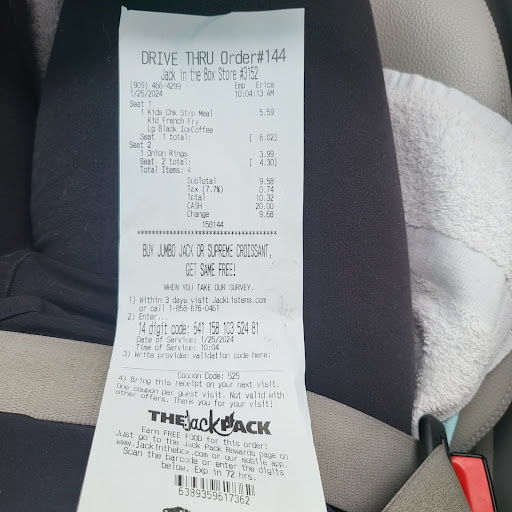 DRIVE THRU Order#144
Jack in the Box Store #3152
(909) 466-4299 Emp Erica
1/25/2024 10:04:13 AM
Seat 1
1 Kids Chk Strp Meal 5.59
Kid French Fry
Lg Black IceCoffee
Seat 1 total: [ 6.02]
Seat 2
1 Onion Rings 3.99
Seat 2 total: [ 4.30]
Total Items: 4
SubTotal 9.58
Tax (7.7%) 0.74
Total 10.32
CASH 20.00
Change 9.68
158144
BUY JUMBO JACK OR SUPREME CROISSANT,
GET SAME FREE!
WHEN YOU TAKE OUR SURVEY.
1) Within 3 days visit JackListens.com
or call 1-858-876-0461
2) Enter...
14 digit code: 541 158 103 524 81
Date of Service: 1/25/2024
Time of Service: 10:04
3) Write provided validation code here:
Coupon Code: 525
4) Bring this receipt on your next visit.
One coupon per guest visit. Not valid with
other offers. Thank you for your visit!
THE Jack PACK
Earn FREE FOOD for this order!
Just go to the Jack Pack Rewards page on
www.jackinthebox.com or our mobile app.
Scan the barcode or enter the digits
below. Exp in 72 hrs.
6389359617362